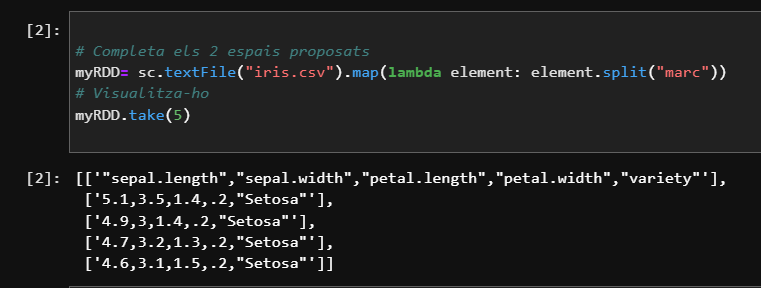 [2]:
# Completa els 2 espais proposats
myRDD= sc.textFile("iris.csv").map(lambda element: element.split("marc"))
# Visualitza-ho
myRDD.take(5)
[2]: [['"sepal.length","sepal.width","petal.length","petal.width","variety"'],
['5.1,3.5,1.4,.2,"Setosa"'],
['4.9,3,1.4,.2,"Setosa"'],
['4.7,3.2,1.3,.2,"Setosa"'],
['4.6,3.1,1.5,.2,"Setosa"']]